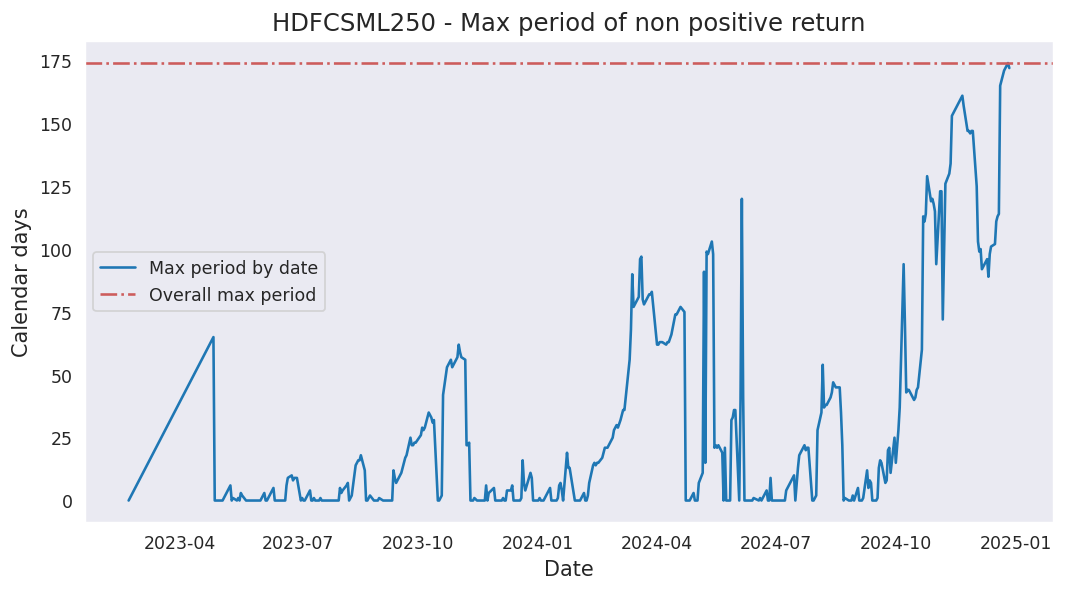 HDFCSML250 - Max period of non positive return
Calendar days
175
150
125
100
75
50
25
0
Max period by date
Overall max period
2023-04 2023-07 2023-10 2024-01 2024-04 2024-07 2024-10 2025-01
Date